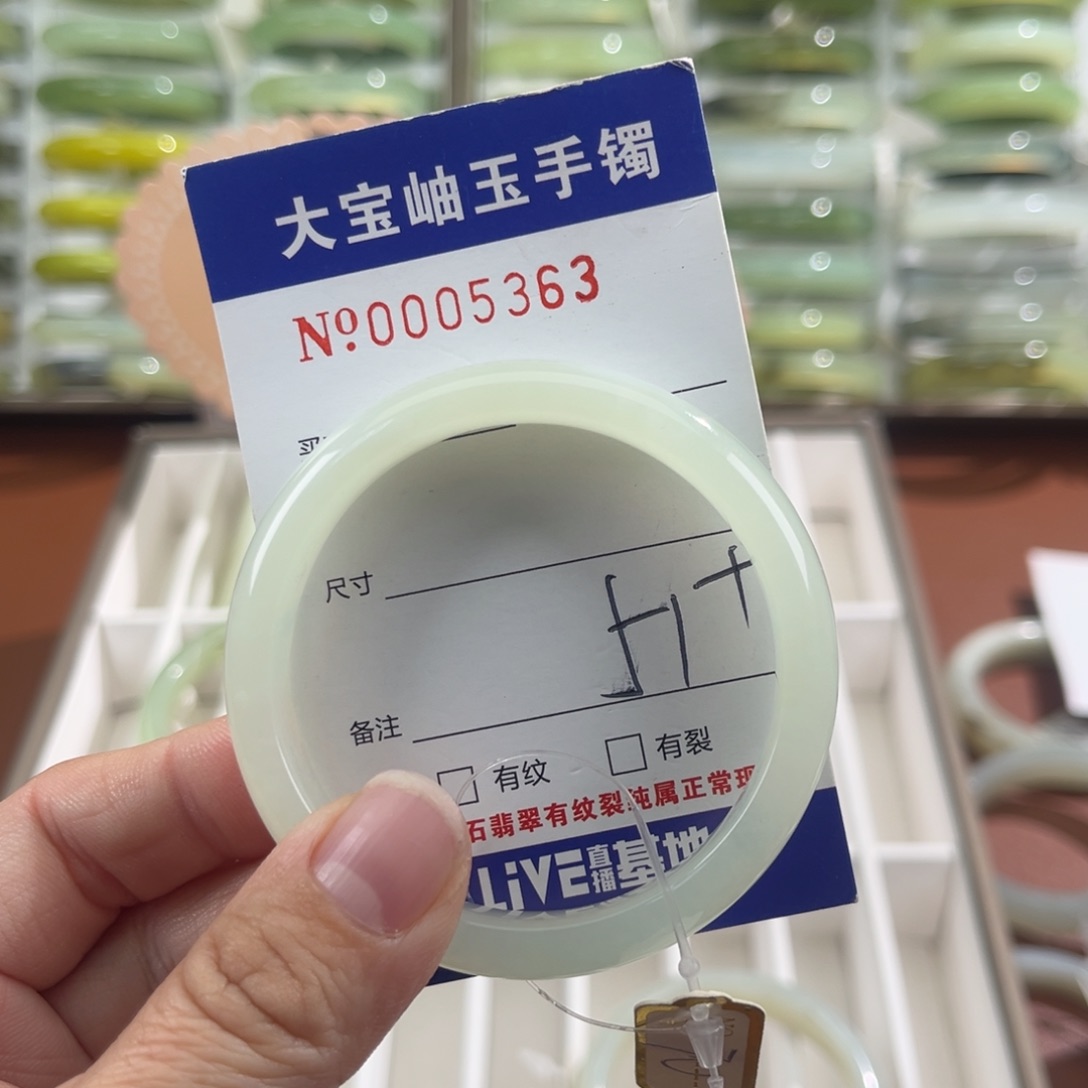 大宝岫玉手镯
№0005363
买
尺寸
备注
有纹 有裂
石翡翠有纹裂纯属正常现
LiVE直播基地